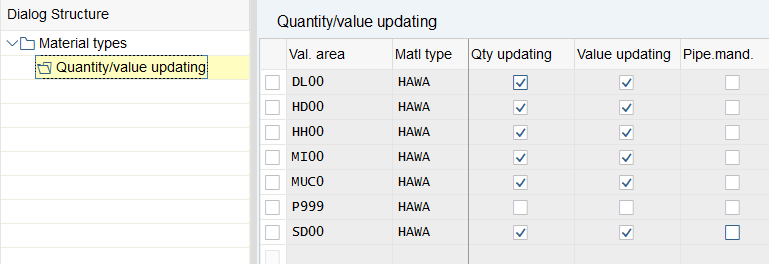 Dialog Structure
Material types
Quantity/value updating
Quantity/value updating
Val. area Matl type Qty updating Value updating Pipe.mand.
DL00 HAWA
HD00 HAWA
HH00 HAWA
MI00 HAWA
MUC0 HAWA
P999 HAWA
SD00 HAWA